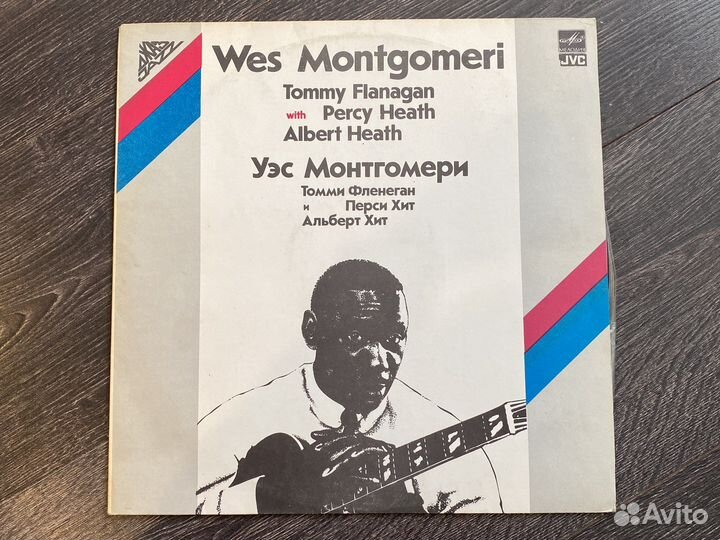 Wes Montgomeri
Tommy Flanagan
with Percy Heath
Albert Heath
Уэс Монтгомери
Томми Фленеган
и Перси Хит
Альберт Хит
МЕЛОДИЯ
JVC
Avito